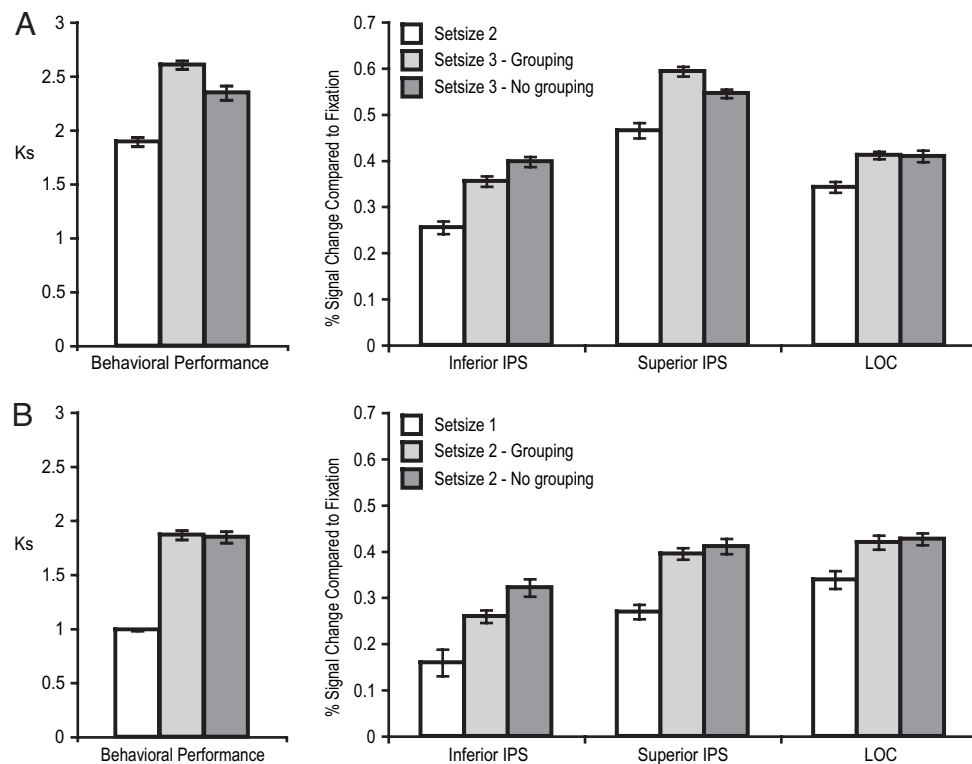 A
3
2.5
2
1.5
1
0.5
0
Ks
Behavioral Performance
0.7
0.6
0.5
0.4
0.3
0.2
0.1
0
% Signal Change Compared to Fixation
Setsize 2
Setsize 3 - Grouping
Setsize 3 - No grouping
Inferior IPS
Superior IPS
LOC
B
3
2.5
2
1.5
1
0.5
0
Ks
Behavioral Performance
0.7
0.6
0.5
0.4
0.3
0.2
0.1
0
% Signal Change Compared to Fixation
Setsize 1
Setsize 2 - Grouping
Setsize 2 - No grouping
Inferior IPS
Superior IPS
LOC